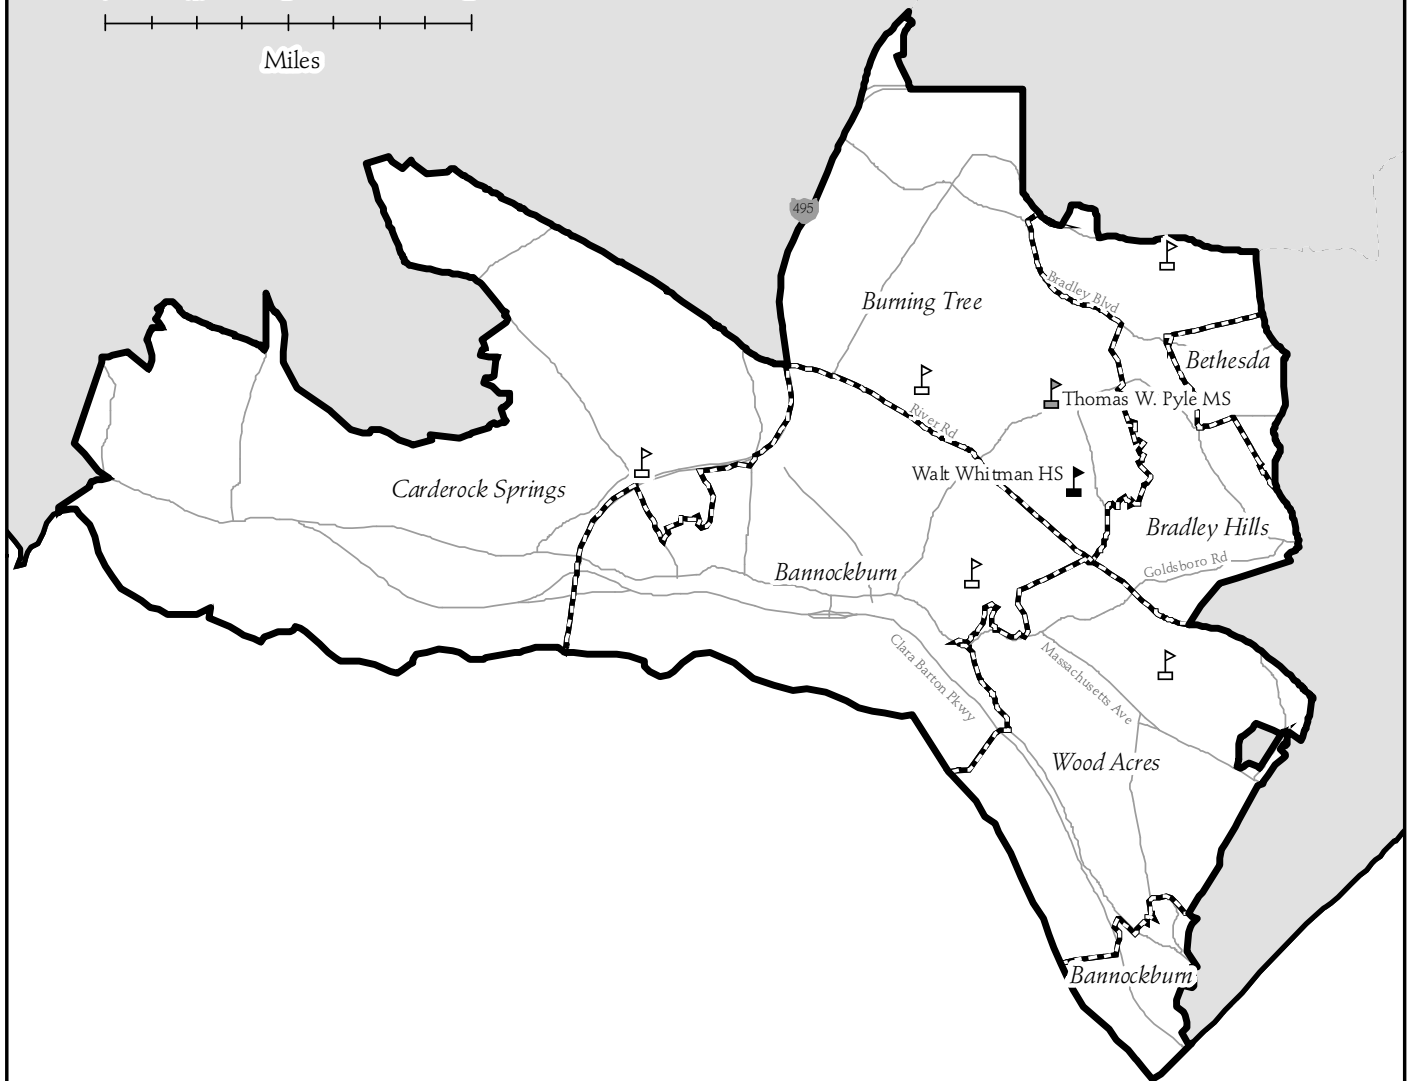 Miles
495
Burning Tree
Bradley Blvd
Bethesda
Thomas W. Pyle MS
River Rd
Walt Whitman HS
Carderock Springs
Bradley Hills
Bannockburn
Goldsboro Rd
Clara Barton Pkwy
Massachusetts Ave
Wood Acres
Bannockburn